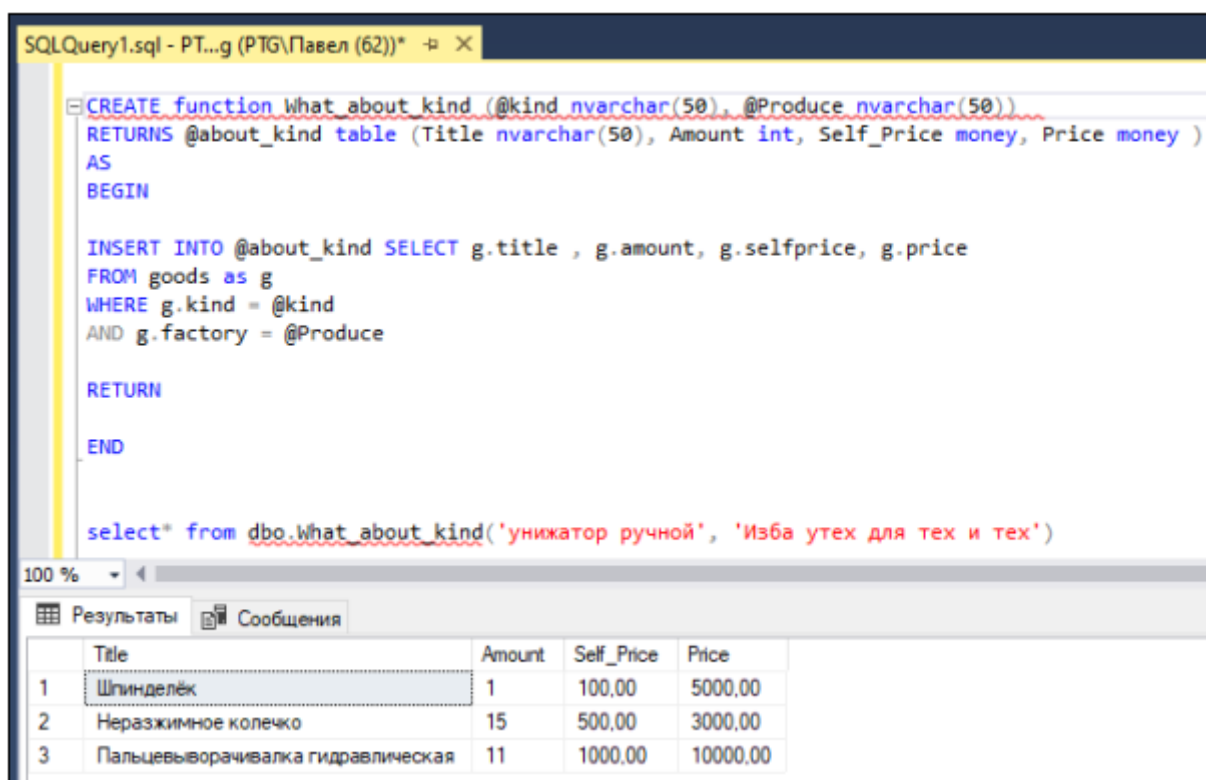 SQLQuery1.sql - PT...g (PTG\Павел (62))*
CREATE function What_about_kind (@kind nvarchar(50), @Produce nvarchar(50))
RETURNS @about_kind table (Title nvarchar(50), Amount int, Self_Price money, Price money )
AS
BEGIN
INSERT INTO @about_kind SELECT g.title , g.amount, g.selfprice, g.price
FROM goods as g
WHERE g.kind = @kind
AND g.factory = @Produce
RETURN
END
select* from dbo.What_about_kind('унижатор ручной', 'Изба утех для тех и тех')
100 %
Результаты Сообщения
Title Amount Self_Price Price
1 Шпинделёк 1 100,00 5000,00
2 Неразжимное колечко 15 500,00 3000,00
3 Пальцевыворачивалка гидравлическая 11 1000,00 10000,00